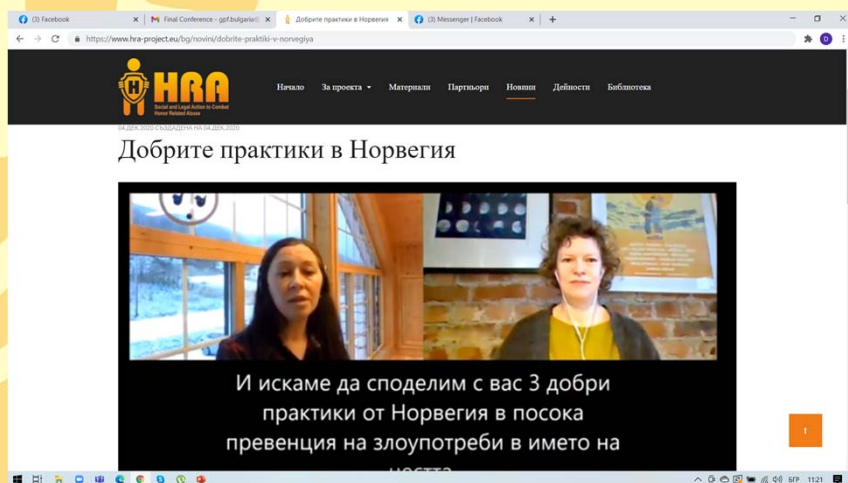 (3) Facebook
Final Conference - gpf.bulgaria@
Добрите практики в Норвегия
(3) Messenger | Facebook
https://www.hra-project.eu/bg/novini/dobrite-praktiki-v-norvegiya
D
HRA
Social and Legal Action to Combat
Honor Related Abuse
Начало За проекта Материали Партньори Новини Дейности Библиотека
04 ДЕК 2020 СЪЗДАДЕНА НА 04 ДЕК 2020
Добрите практики в Норвегия
И искаме да споделим с вас 3 добри
практики от Норвегия в посока
превенция на злоупотреби в името на
честта
БГР 11:21